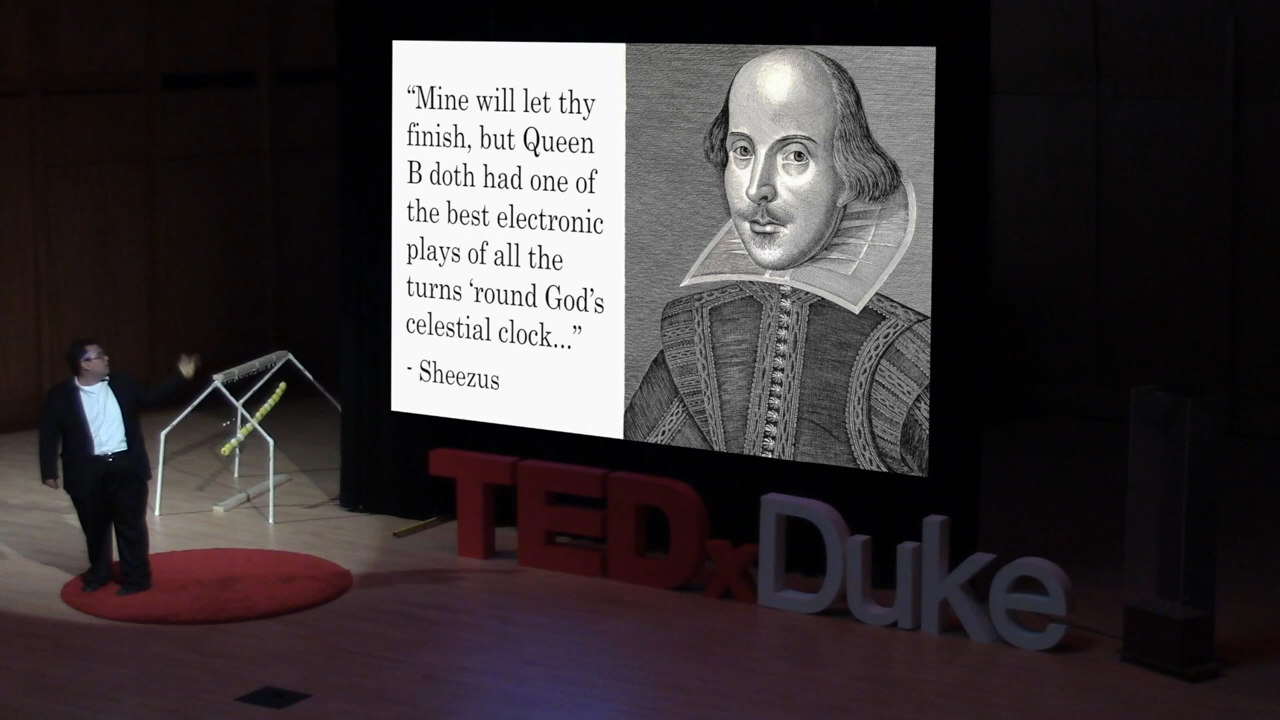 “Mine will let thy
finish, but Queen
B doth had one of
the best electronic
plays of all the
turns ‘round God’s
celestial clock...”
- Sheezus
TEDxDuke